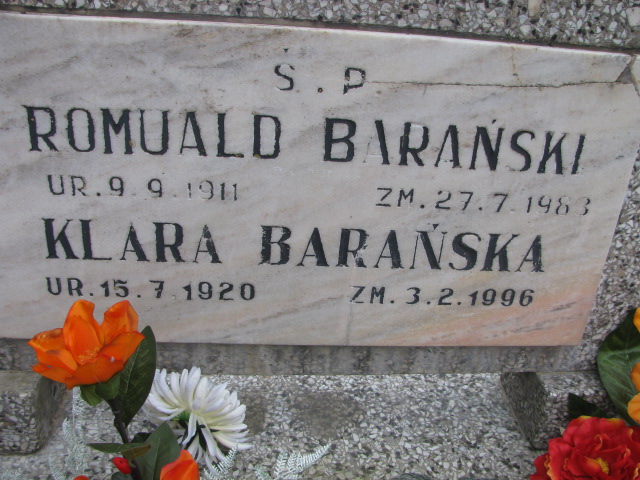 Ś.P
ROMUALD BARAŃSKI
UR.9.9.1911 ZM.27.7.1983
KLARA BARAŃSKA
UR.15.7.1920 ZM.3.2.1996